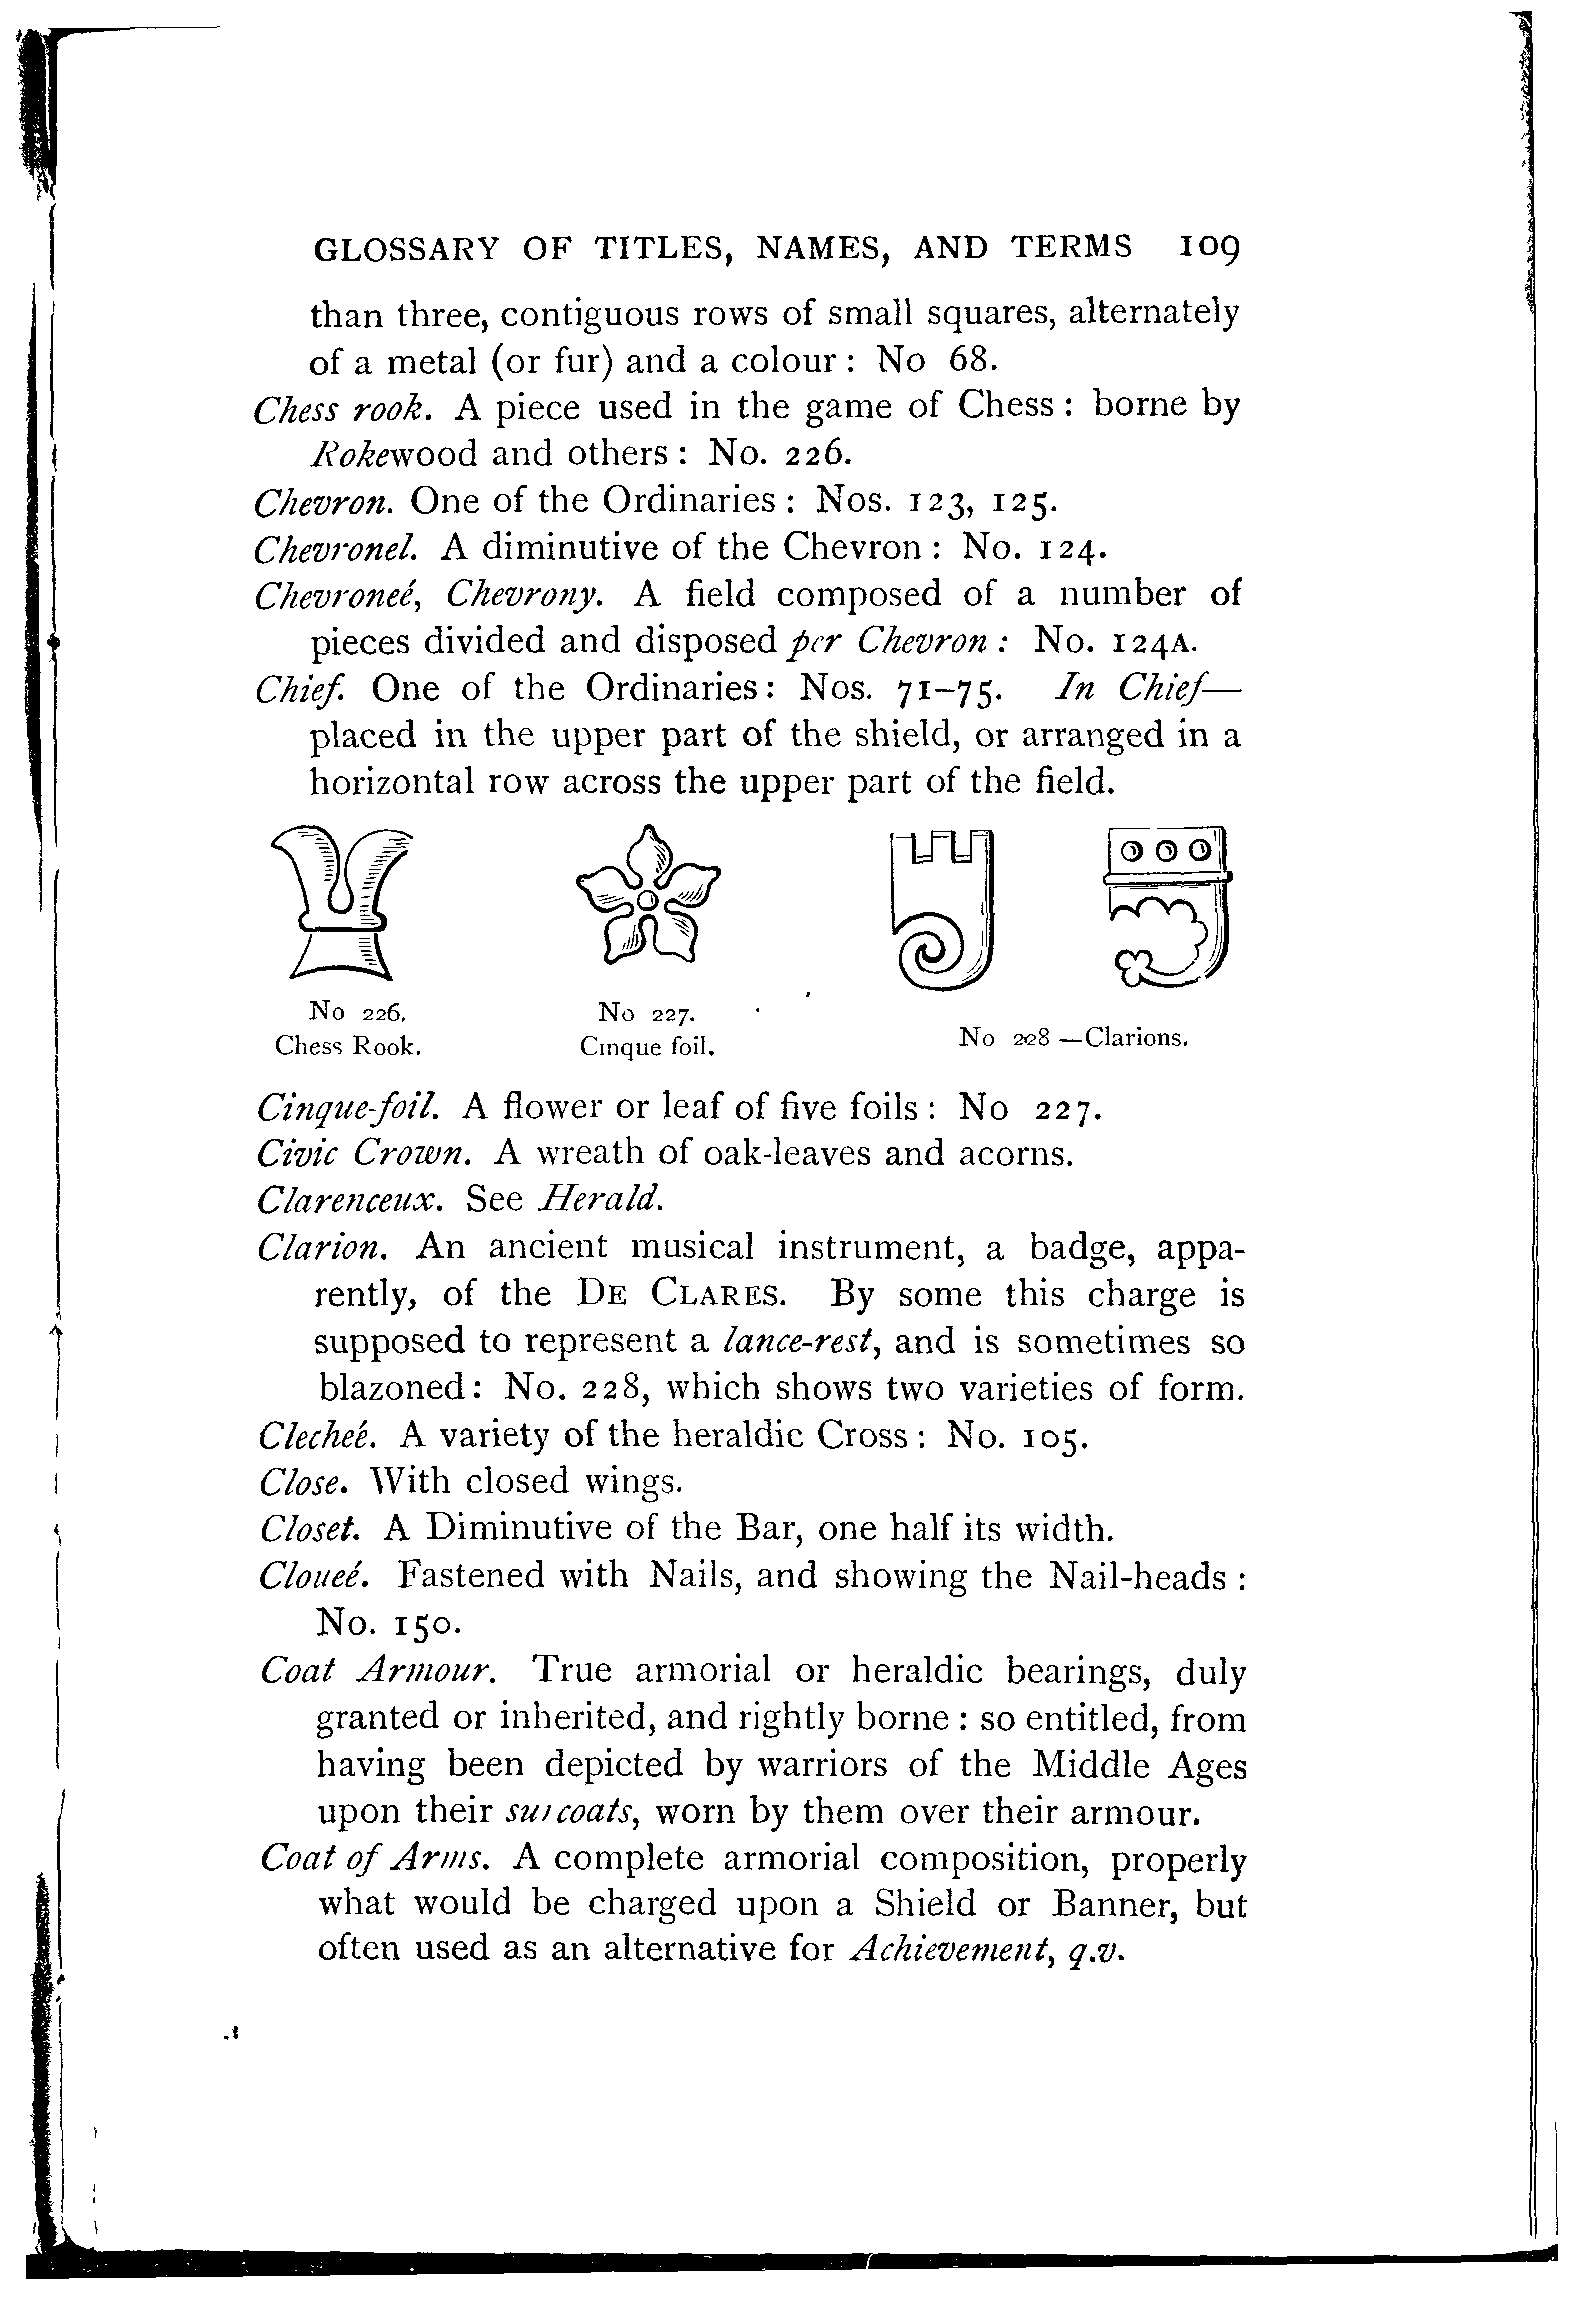 GLOSSARY OF TITLES, NAMES, AND TERMS 109
than three, contiguous rows of small squares, alternately
of a metal (or fur) and a colour : No 68.
Chess rook. A piece used in the game of Chess : borne by
Rokewood and others : No. 226.
Chevron. One of the Ordinaries : Nos. 123, 125.
Chevronel. A diminutive of the Chevron : No. 124.
Chevroneé, Chevrony. A field composed of a number of
pieces divided and disposed per Chevron : No. 124A.
Chief. One of the Ordinaries : Nos. 71–75. In Chief—
placed in the upper part of the shield, or arranged in a
horizontal row across the upper part of the field.
No 226.
Chess Rook.
No 227.
Cinque foil.
No 228 —Clarions.
Cinque-foil. A flower or leaf of five foils : No 227.
Civic Crown. A wreath of oak-leaves and acorns.
Clarenceux. See Herald.
Clarion. An ancient musical instrument, a badge, appa-
rently, of the DE CLARES. By some this charge is
supposed to represent a lance-rest, and is sometimes so
blazoned : No. 228, which shows two varieties of form.
Clecheé. A variety of the heraldic Cross : No. 105.
Close. With closed wings.
Closet. A Diminutive of the Bar, one half its width.
Cloueé. Fastened with Nails, and showing the Nail-heads :
No. 150.
Coat Armour. True armorial or heraldic bearings, duly
granted or inherited, and rightly borne : so entitled, from
having been depicted by warriors of the Middle Ages
upon their surcoats, worn by them over their armour.
Coat of Arms. A complete armorial composition, properly
what would be charged upon a Shield or Banner, but
often used as an alternative for Achievement, q.v.